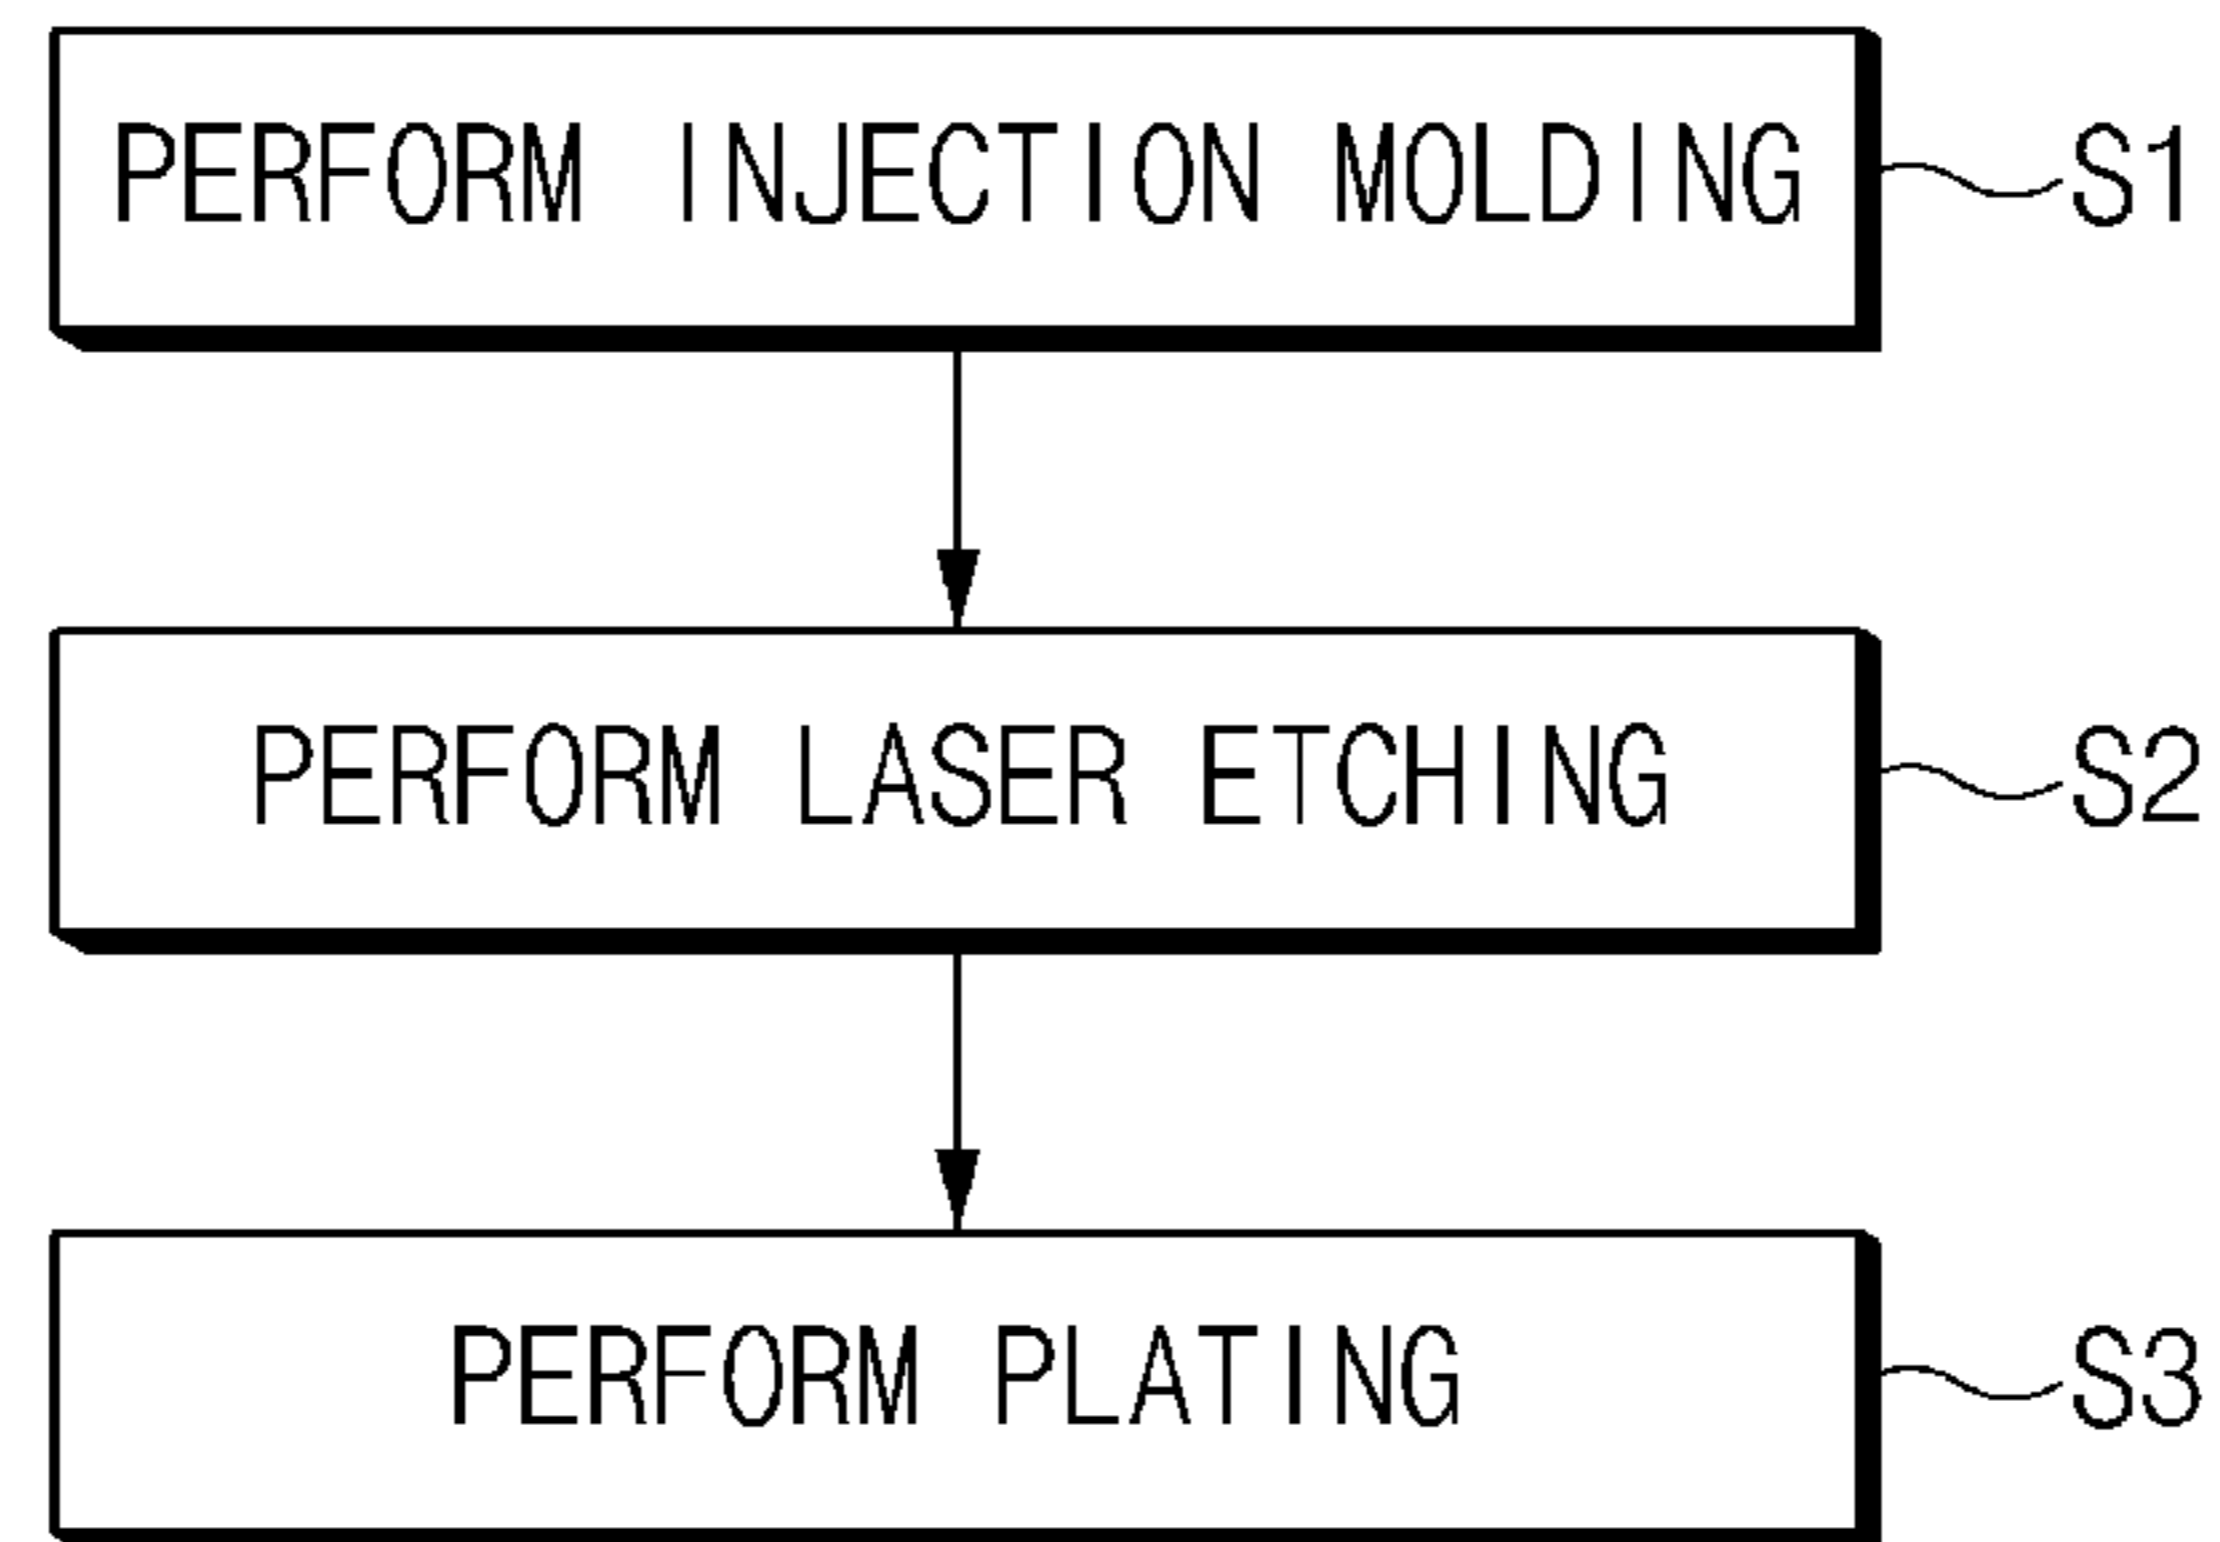 PERFORM INJECTION MOLDING S1
PERFORM LASER ETCHING S2
PERFORM PLATING S3